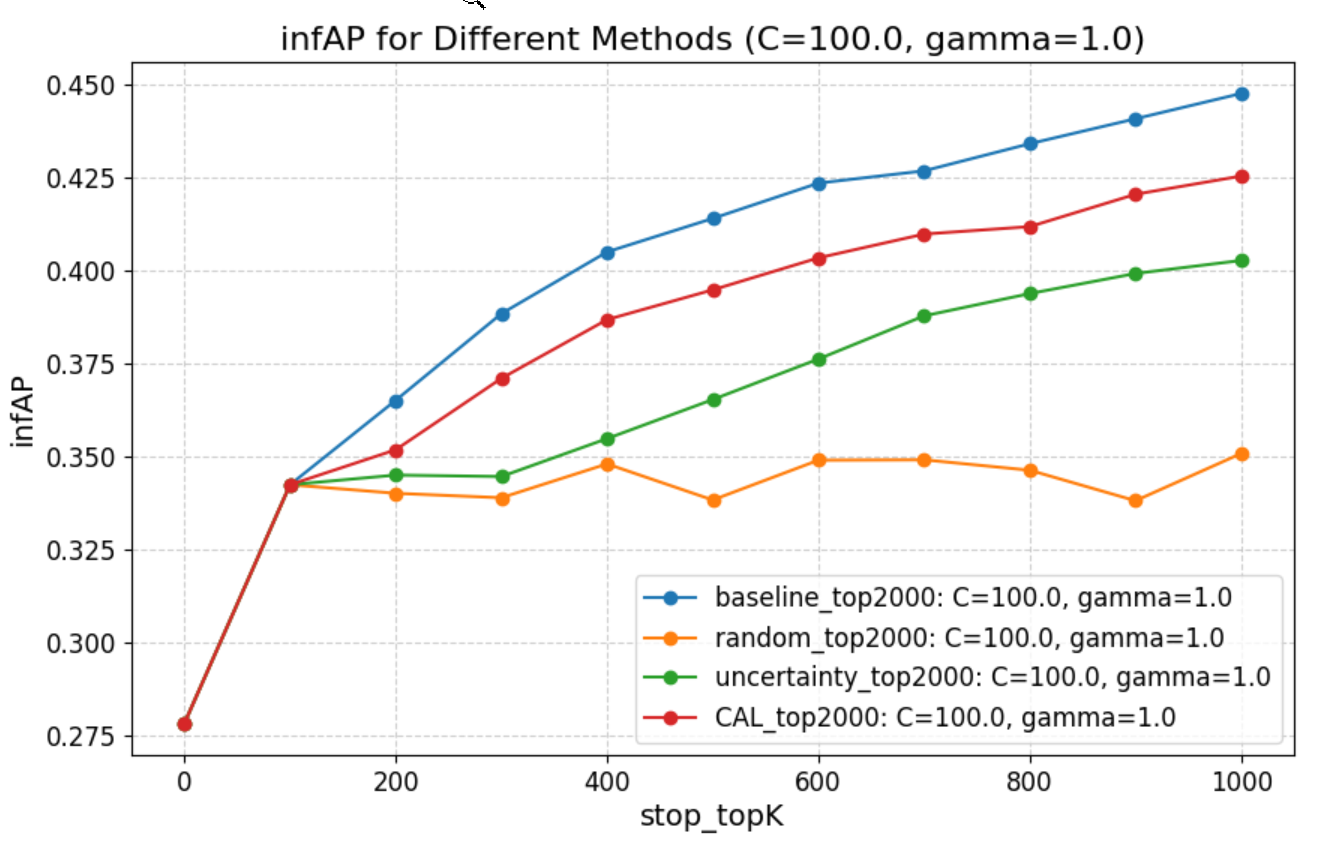 infAP for Different Methods (C=100.0, gamma=1.0)
0.450
0.425
0.400
0.375
0.350
0.325
0.300
0.275
infAP
baseline_top2000: C=100.0, gamma=1.0
random_top2000: C=100.0, gamma=1.0
uncertainty_top2000: C=100.0, gamma=1.0
CAL_top2000: C=100.0, gamma=1.0
0 200 400 600 800 1000
stop_topK